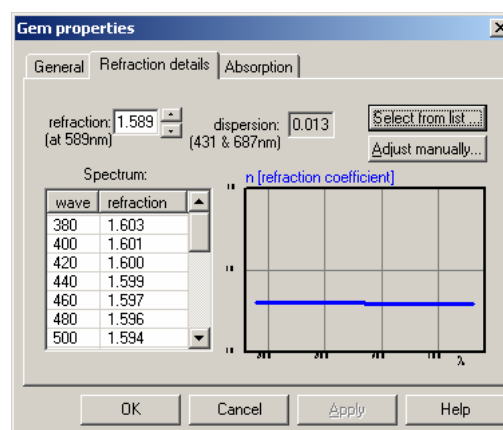 Gem properties
General Refraction details Absorption
refraction: 1.589
(at 589nm)
dispersion: 0.013
(431 & 687nm)
Select from list ...
Adjust manually...
Spectrum:
wave refraction
380 1.603
400 1.601
420 1.600
440 1.599
460 1.597
480 1.596
500 1.594
n [refraction coefficient]
λ
OK Cancel Apply Help